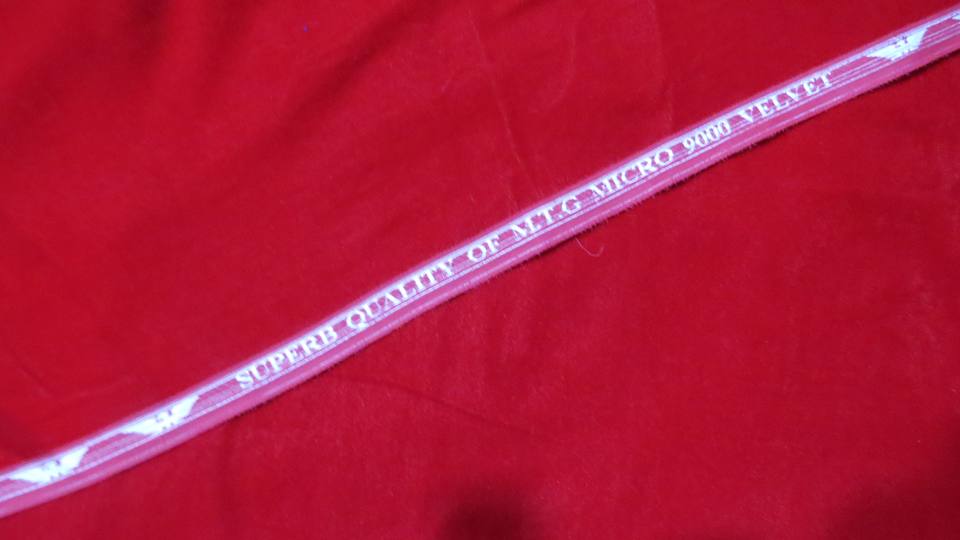 SUPERB QUALITY OF M.T.G MICRO 9000 VELVET